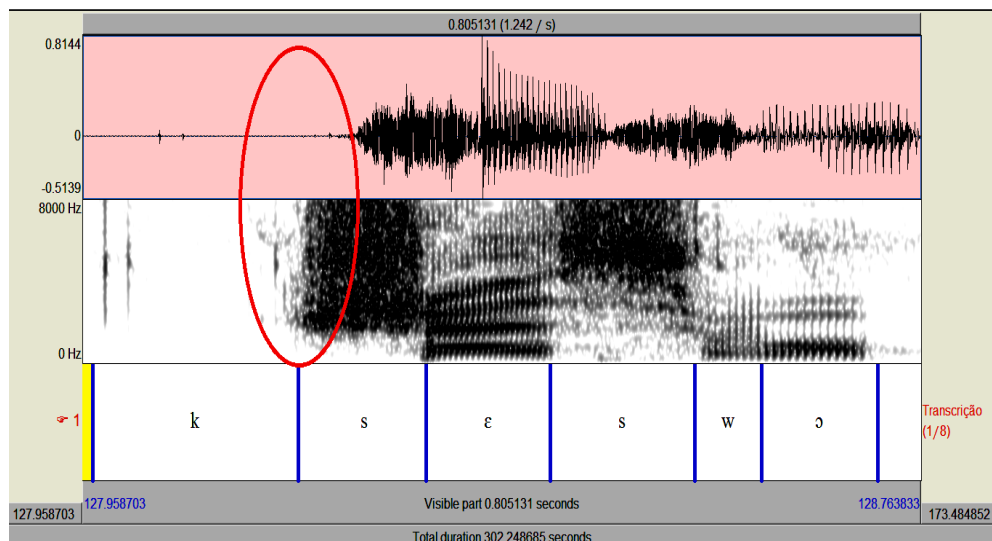 0.805131 (1.242 / s)
0.8144
0
-0.5139
8000 Hz
0 Hz
☞ 1
k s ɛ s w ɔ
Transcrição
(1/8)
127.958703 Visible part 0.805131 seconds 128.763833
127.958703 173.484852
Total duration 302.248685 seconds